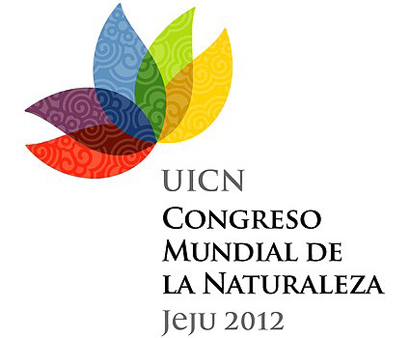 UICN
Congreso
Mundial de
la Naturaleza
Jeju 2012